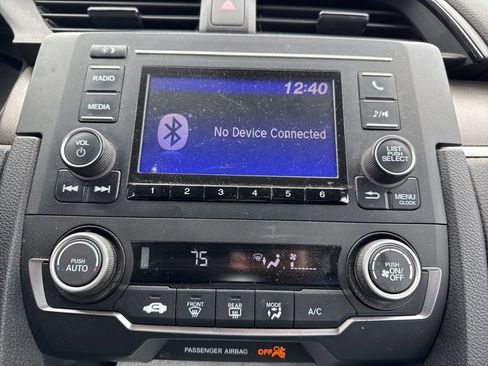 12:40
RADIO
MEDIA
No Device Connected
VOL
LIST
PUSH
SELECT
1 2 3 4 5 6
MENU
CLOCK
PUSH
AUTO
75
PUSH
ON/
OFF
FRONT REAR MODE
A/C
PASSENGER AIRBAG OFF